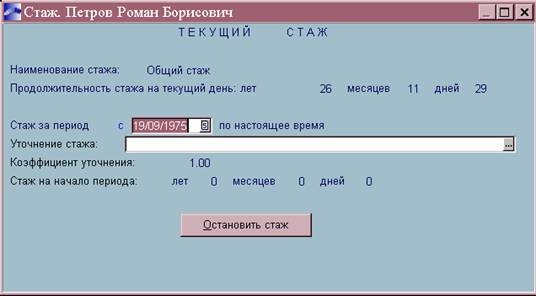 Стаж. Петров Роман Борисович
ТЕКУЩИЙ СТАЖ
Наименование стажа: Общий стаж
Продолжительность стажа на текущий день: лет 26 месяцев 11 дней 29
Стаж за период с 19/09/1975 по настоящее время
Уточнение стажа: ...
Коэффициент уточнения: 1.00
Стаж на начало периода: лет 0 месяцев 0 дней 0
Остановить стаж